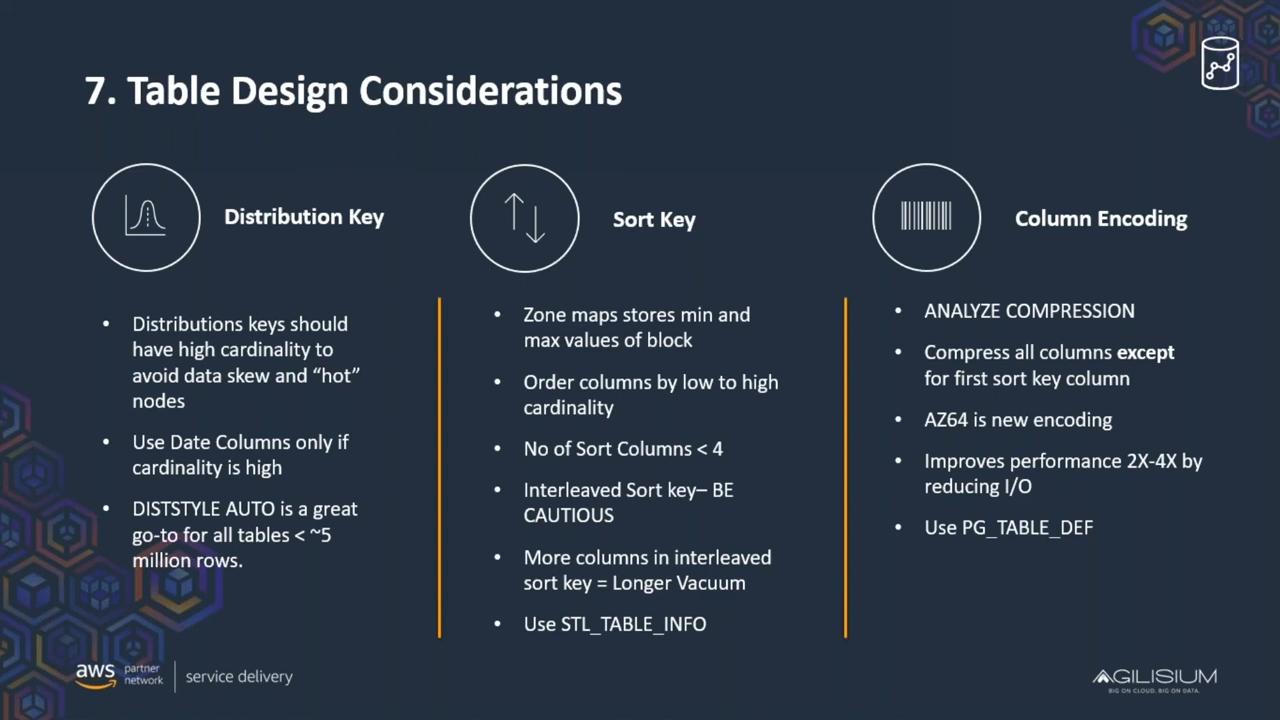 7. Table Design Considerations
Distribution Key
• Distributions keys should
have high cardinality to
avoid data skew and “hot”
nodes
• Use Date Columns only if
cardinality is high
• DISTSTYLE AUTO is a great
go-to for all tables < ~5
million rows.
Sort Key
• Zone maps stores min and
max values of block
• Order columns by low to high
cardinality
• No of Sort Columns < 4
• Interleaved Sort key– BE
CAUTIOUS
• More columns in interleaved
sort key = Longer Vacuum
• Use STL_TABLE_INFO
Column Encoding
• ANALYZE COMPRESSION
• Compress all columns except
for first sort key column
• AZ64 is new encoding
• Improves performance 2X-4X by
reducing I/O
• Use PG_TABLE_DEF
aws
partner
network
service delivery
AGILISIUM
BIG ON CLOUD. BIG ON DATA.